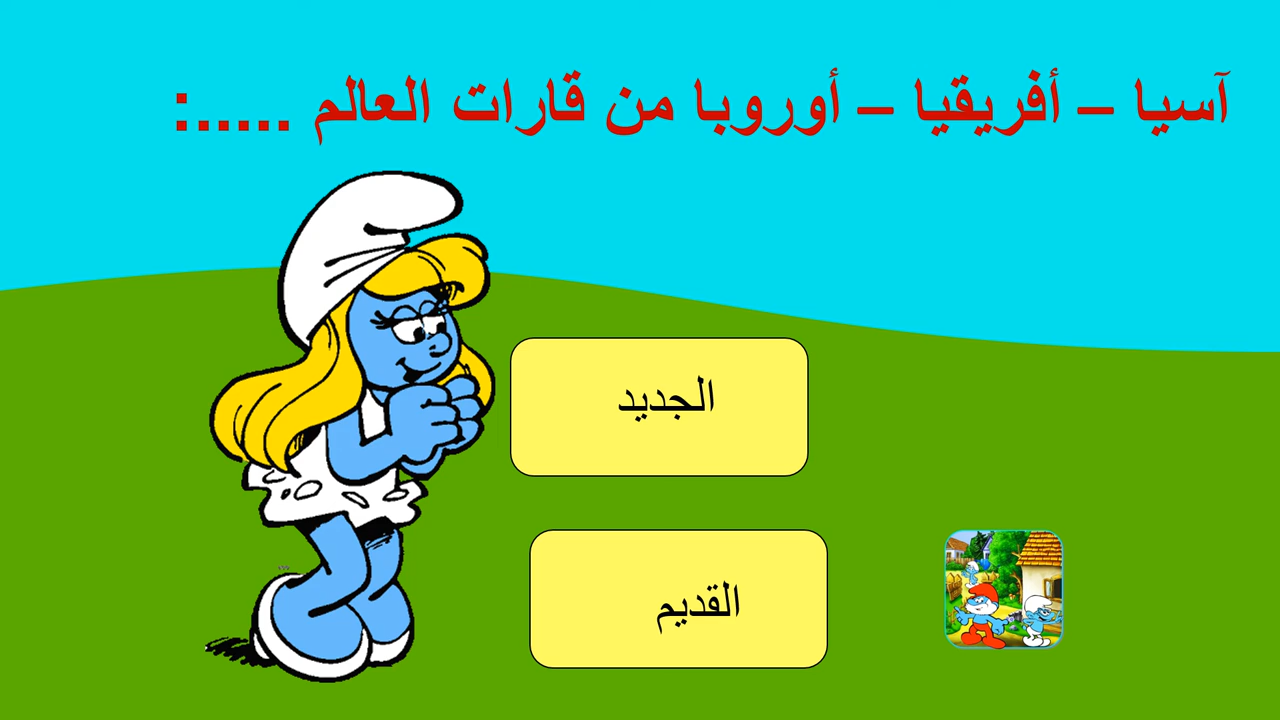 آسيا – أفريقيا – أوروبا من قارات العالم .....:
الجديد
القديم